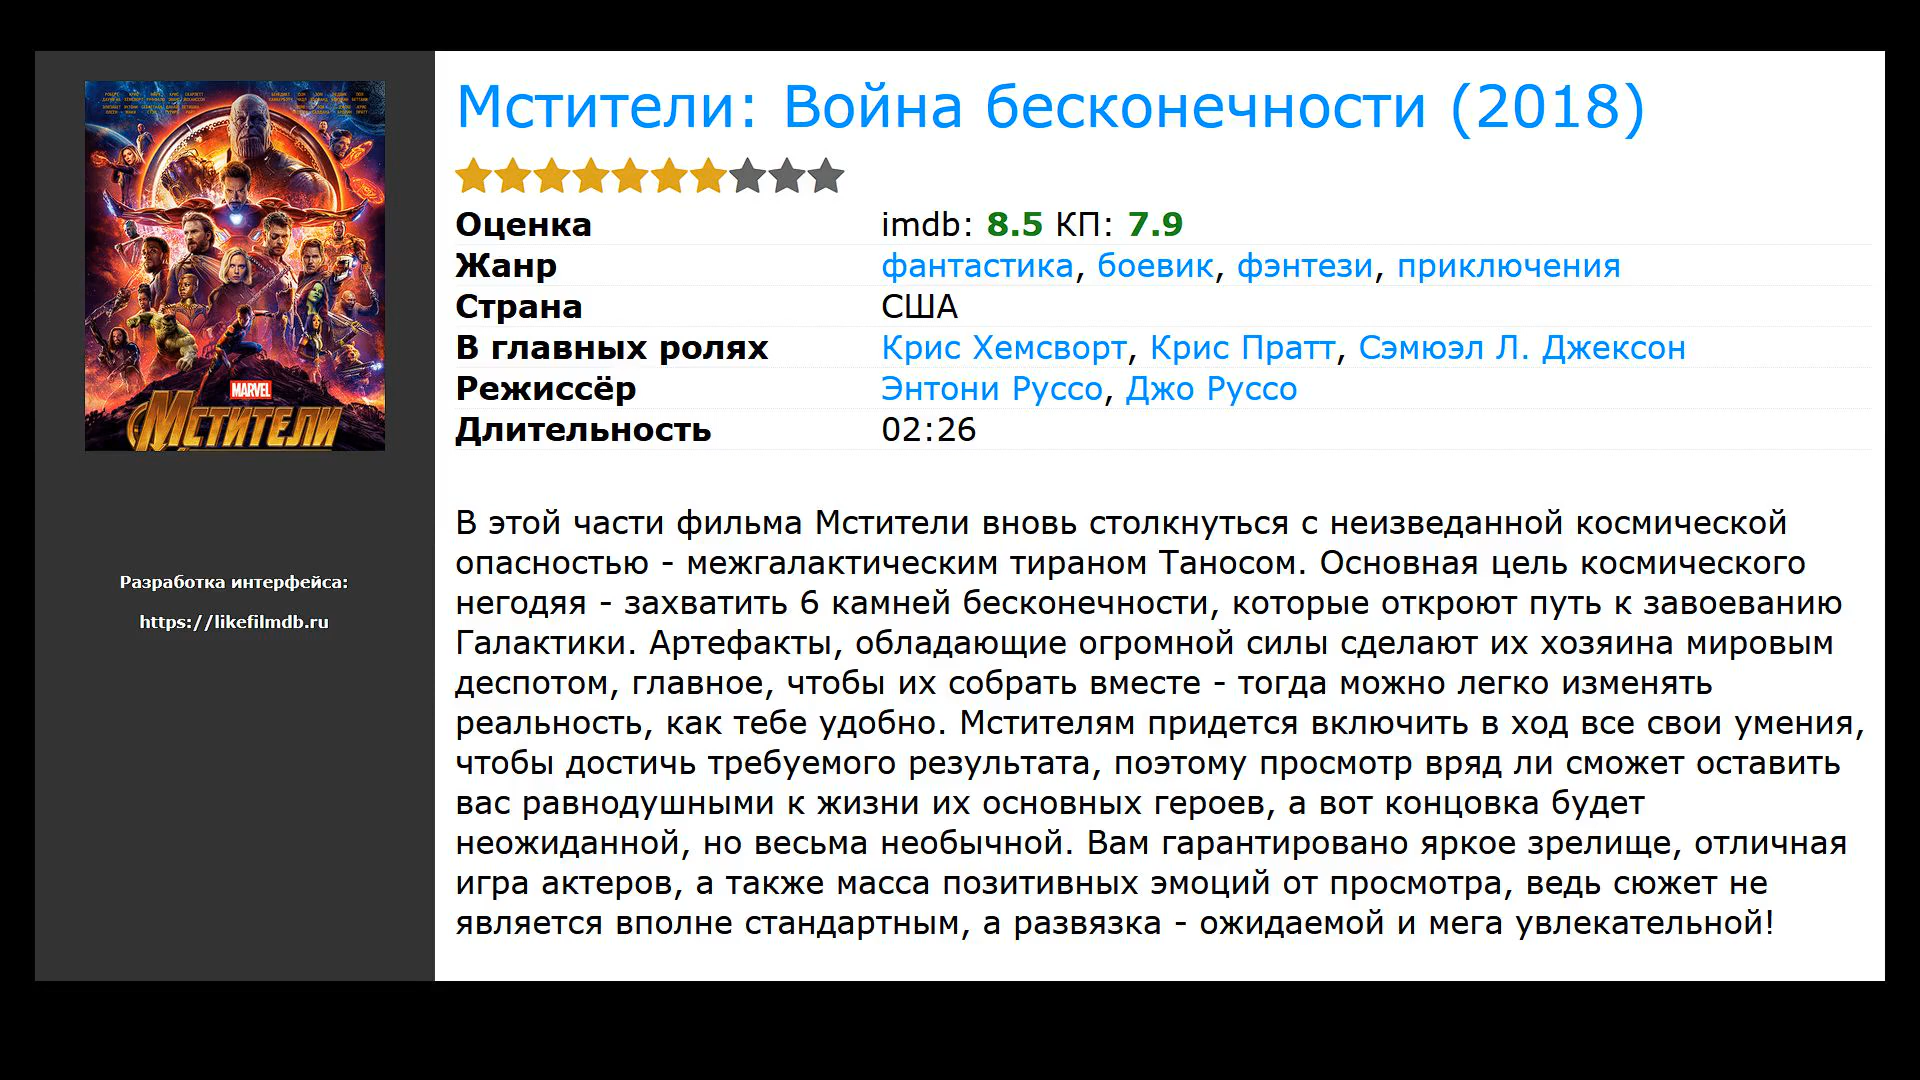 Мстители: Война бесконечности (2018)
Оценка imdb: 8.5 КП: 7.9
Жанр фантастика, боевик, фэнтези, приключения
Страна США
В главных ролях Крис Хемсворт, Крис Пратт, Сэмюэл Л. Джексон
Режиссёр Энтони Руссо, Джо Руссо
Длительность 02:26
MARVEL
Мстители
Разработка интерфейса:
https://likefilmdb.ru
В этой части фильма Мстители вновь столкнуться с неизведанной космической
опасностью - межгалактическим тираном Таносом. Основная цель космического
негодяя - захватить 6 камней бесконечности, которые откроют путь к завоеванию
Галактики. Артефакты, обладающие огромной силы сделают их хозяина мировым
деспотом, главное, чтобы их собрать вместе - тогда можно легко изменять
реальность, как тебе удобно. Мстителям придется включить в ход все свои умения,
чтобы достичь требуемого результата, поэтому просмотр вряд ли сможет оставить
вас равнодушными к жизни их основных героев, а вот концовка будет
неожиданной, но весьма необычной. Вам гарантировано яркое зрелище, отличная
игра актеров, а также масса позитивных эмоций от просмотра, ведь сюжет не
является вполне стандартным, а развязка - ожидаемой и мега увлекательной!